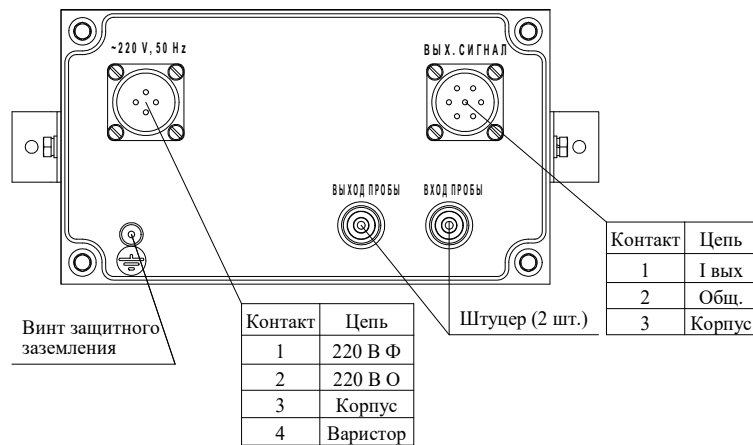 ~220 V, 50 Hz
ВЫХ. СИГНАЛ
ВЫХОД ПРОБЫ
ВХОД ПРОБЫ
Контакт Цепь
1 I вых
2 Общ.
3 Корпус
Винт защитного
заземления
Штуцер (2 шт.)
Контакт Цепь
1 220 В Ф
2 220 В О
3 Корпус
4 Варистор